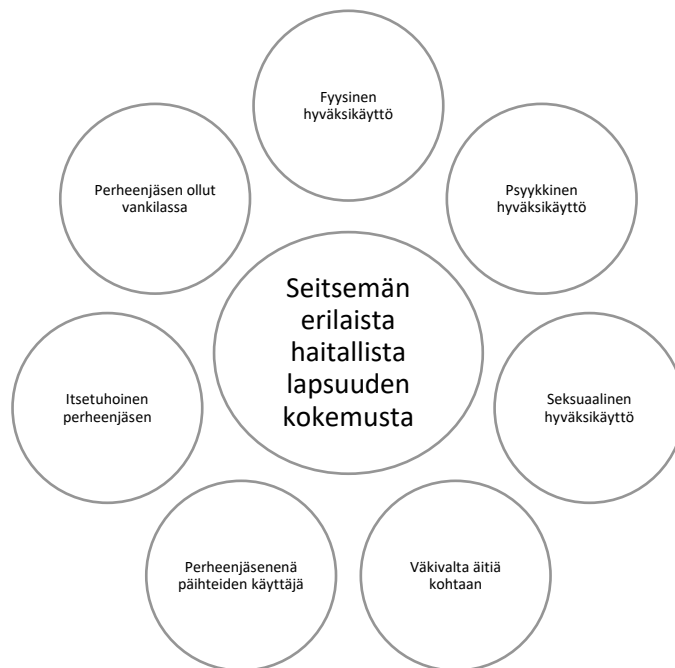 Fyysinen
hyväksikäyttö
Perheenjäsen ollut
vankilassa
Psyykkinen
hyväksikäyttö
Seitsemän
erilaista
haitallista
lapsuuden
kokemusta
Itsetuhoinen
perheenjäsen
Seksuaalinen
hyväksikäyttö
Perheenjäsenenä
päihteiden käyttäjä
Väkivalta äitiä
kohtaan